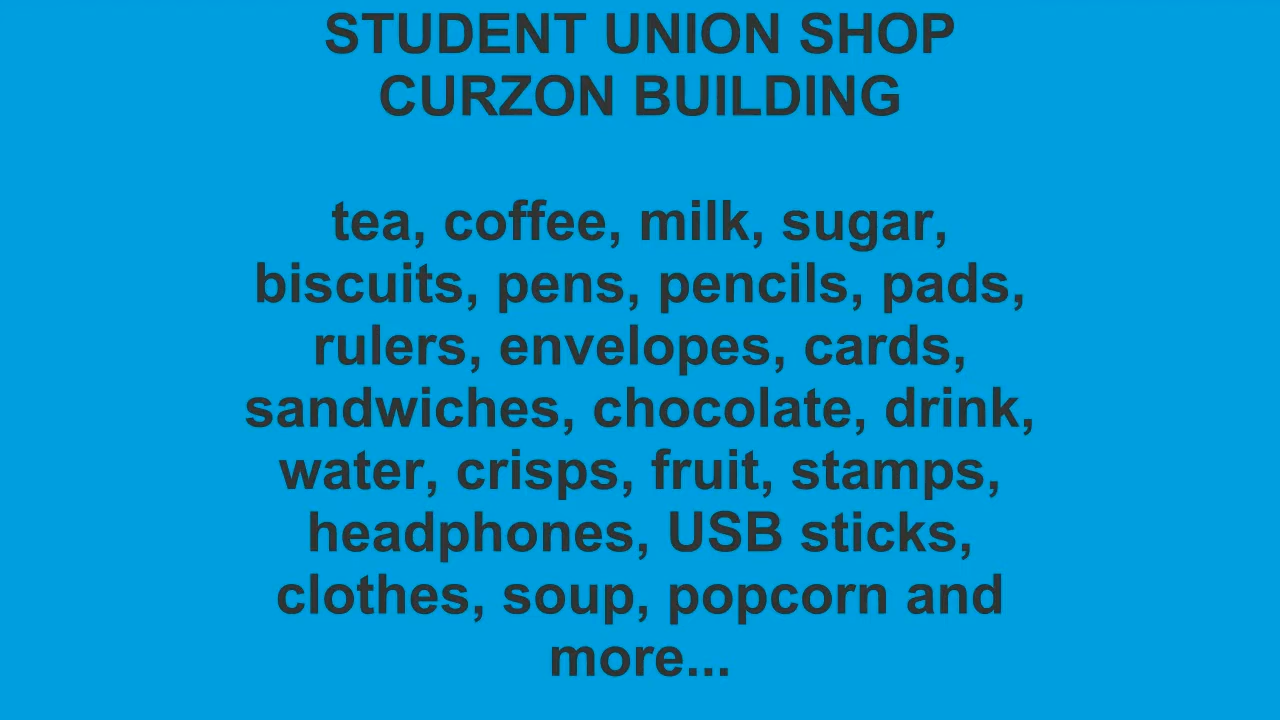 STUDENT UNION SHOP
CURZON BUILDING
tea, coffee, milk, sugar,
biscuits, pens, pencils, pads,
rulers, envelopes, cards,
sandwiches, chocolate, drink,
water, crisps, fruit, stamps,
headphones, USB sticks,
clothes, soup, popcorn and
more...